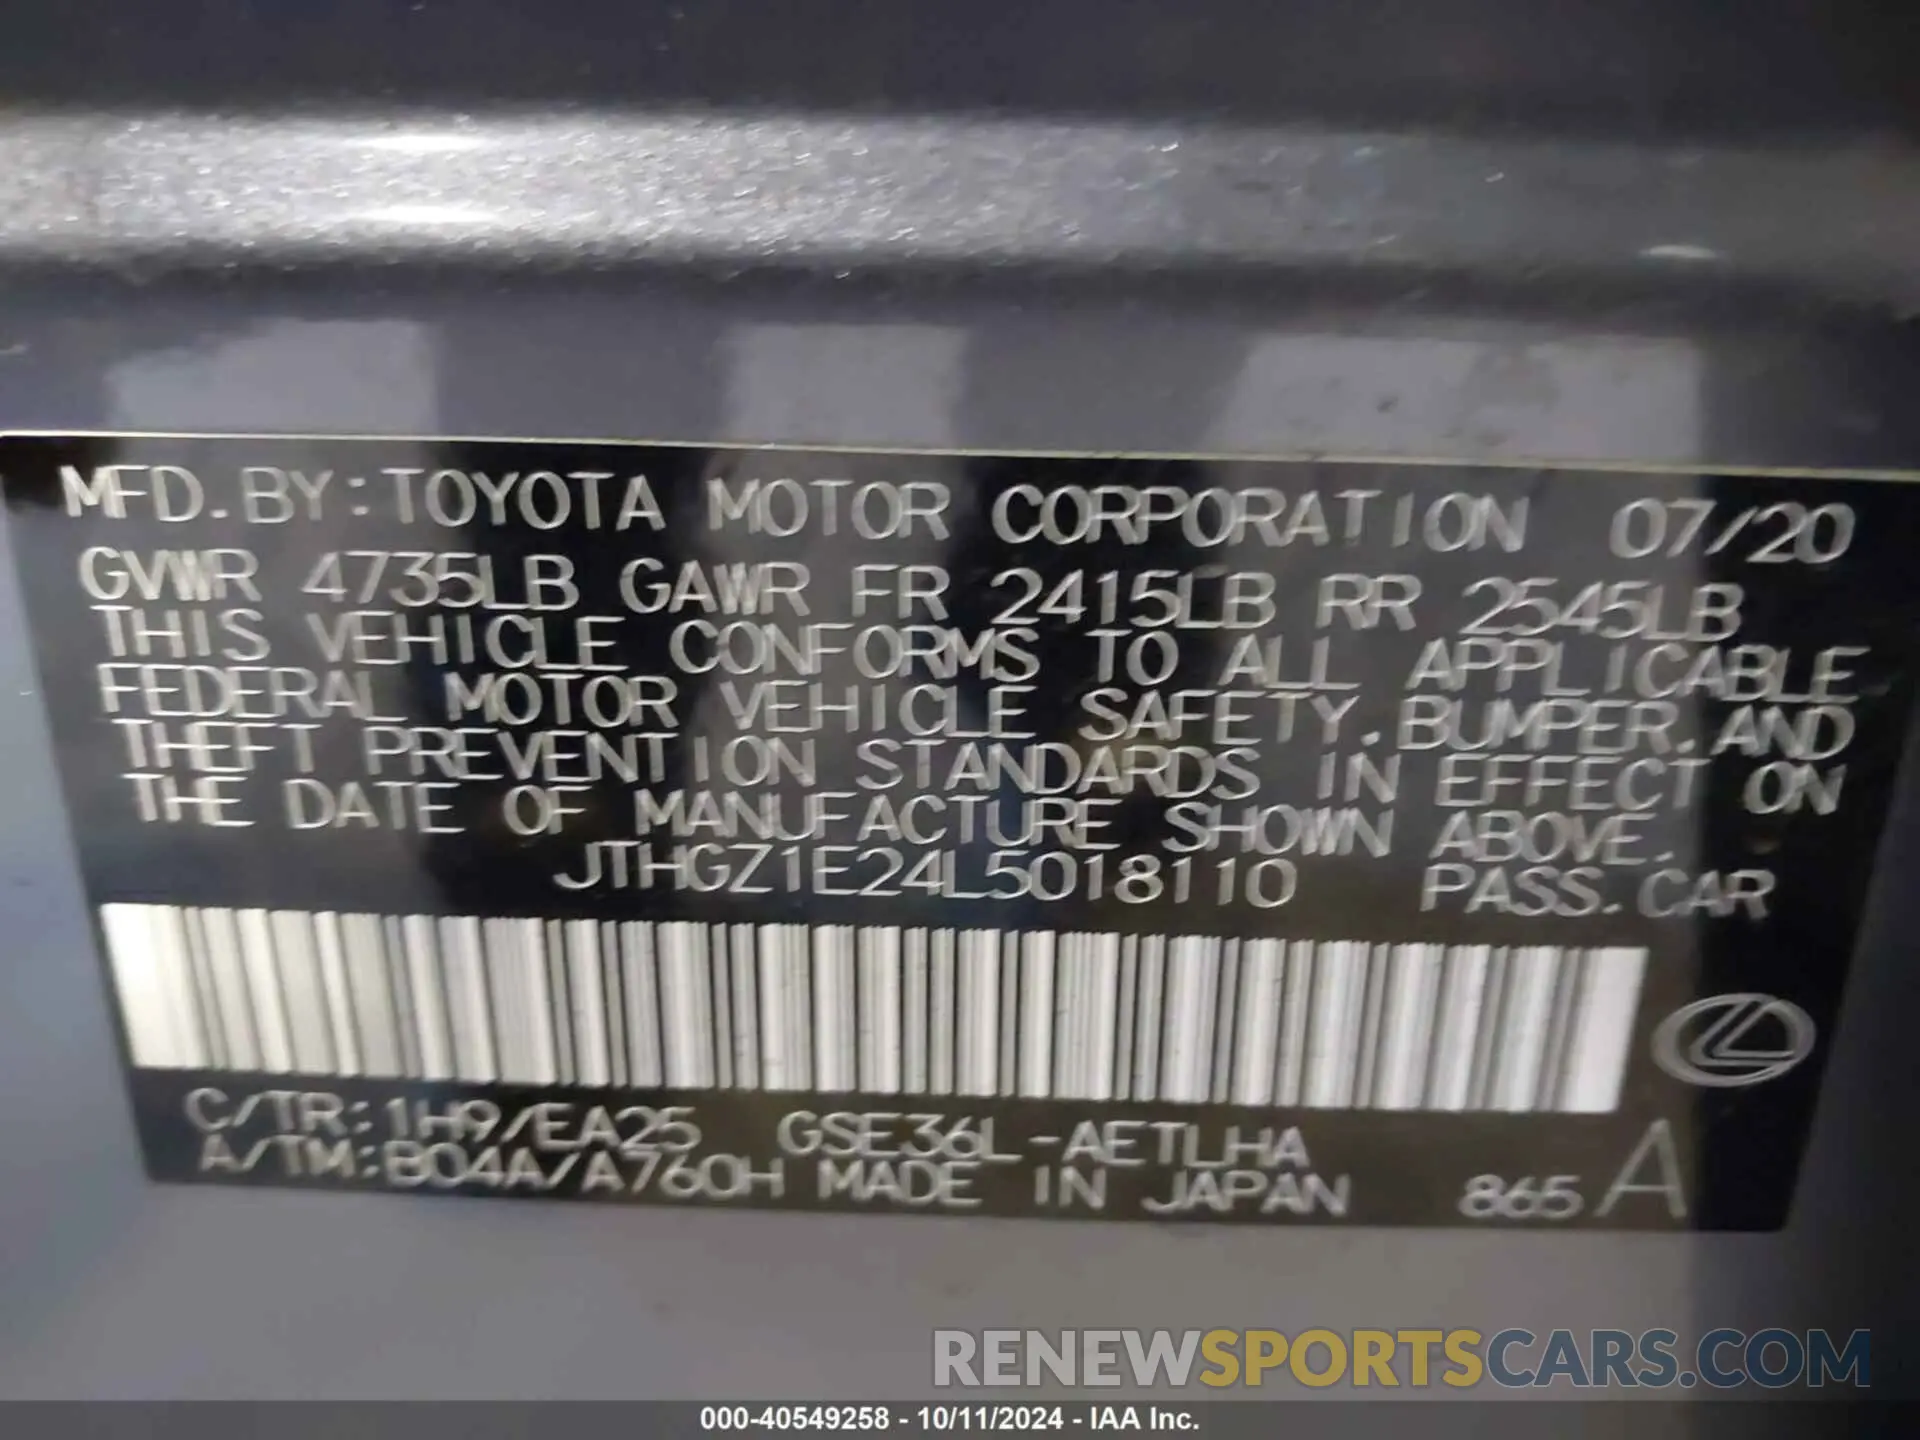 MFD.BY:TOYOTA MOTOR CORPORATION 07/20
GVWR 4735LB GAWR FR 2415LB RR 2545LB
THIS VEHICLE CONFORMS TO ALL APPLICABLE
FEDERAL MOTOR VEHICLE SAFETY,BUMPER,AND
THEFT PREVENTION STANDARDS IN EFFECT ON
THE DATE OF MANUFACTURE SHOWN ABOVE.
JTHGZ1E24L5018110 PASS.CAR
C/TR:1H9/EA25 GSE36L-AETLHA
A/TM:B04A/A760H MADE IN JAPAN 865 A
RENEWSPORTSCARS.COM
000-40549258 - 10/11/2024 - IAA Inc.